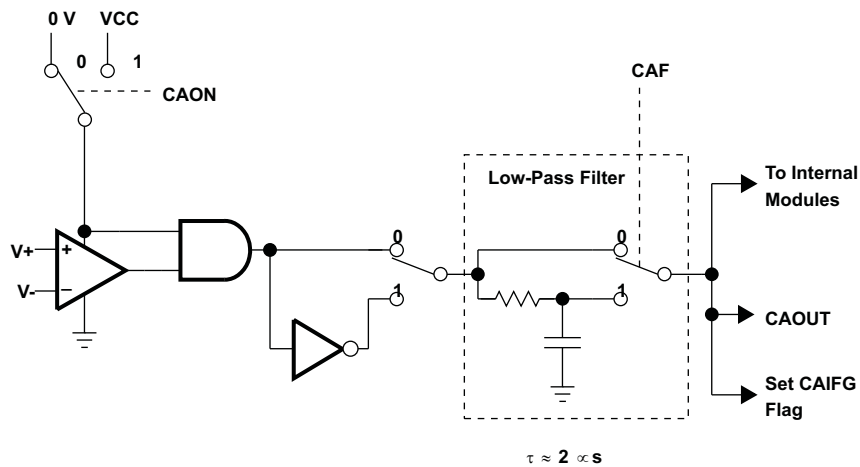 0 V VCC
0 1
CAON
CAF
Low-Pass Filter
To Internal
Modules
V+
+
V-
−
0
1
0
1
CAOUT
Set CAIFG
Flag
τ ≈ 2 ∝s